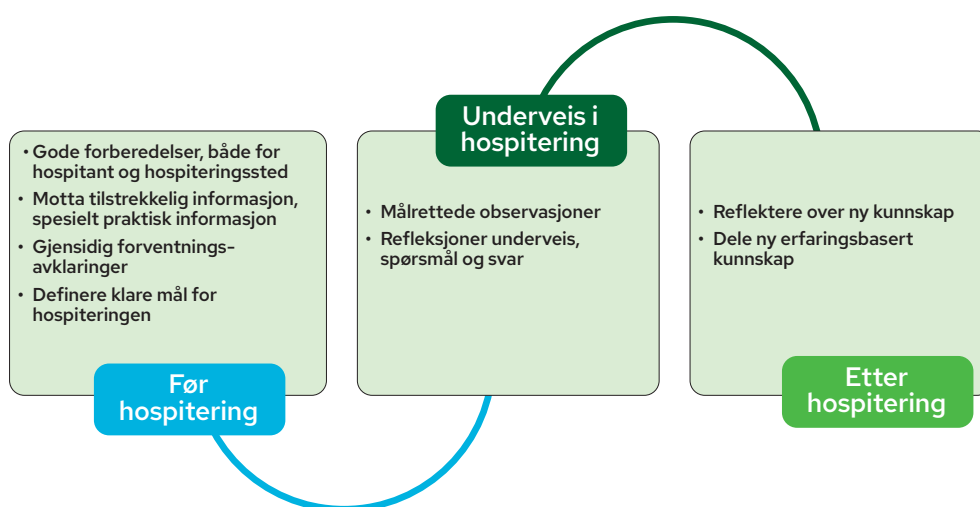 • Gode forberedelser, både for
hospitant og hospiteringssted
• Motta tilstrekkelig informasjon,
spesielt praktisk informasjon
• Gjensidig forventnings-
avklaringer
• Definere klare mål for
hospiteringen
Før
hospitering
Underveis i
hospitering
• Målrettede observasjoner
• Refleksjoner underveis,
spørsmål og svar
• Reflektere over ny kunnskap
• Dele ny erfaringsbasert
kunnskap
Etter
hospitering